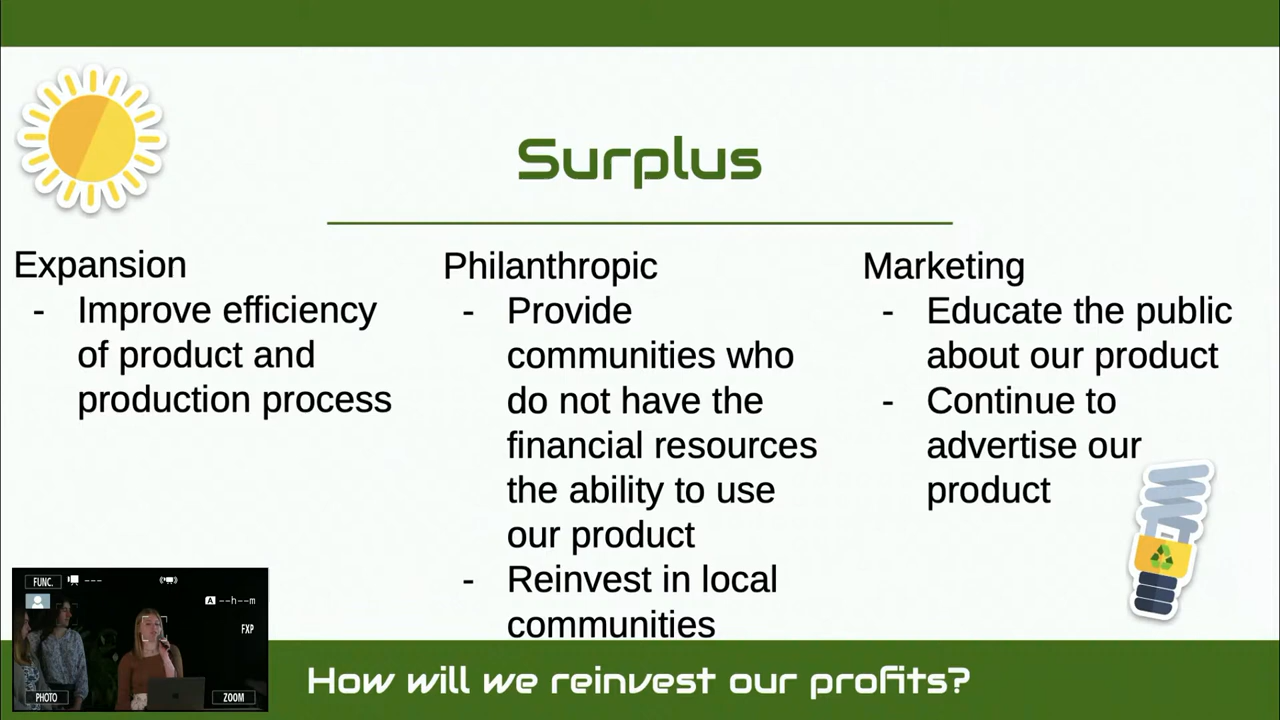 Surplus
Expansion
- Improve efficiency
of product and
production process
Philanthropic
- Provide
communities who
do not have the
financial resources
the ability to use
our product
- Reinvest in local
communities
Marketing
- Educate the public
about our product
- Continue to
advertise our
product
FUNC.
---
A --h--m
FXP
PHOTO
ZOOM
How will we reinvest our profits?